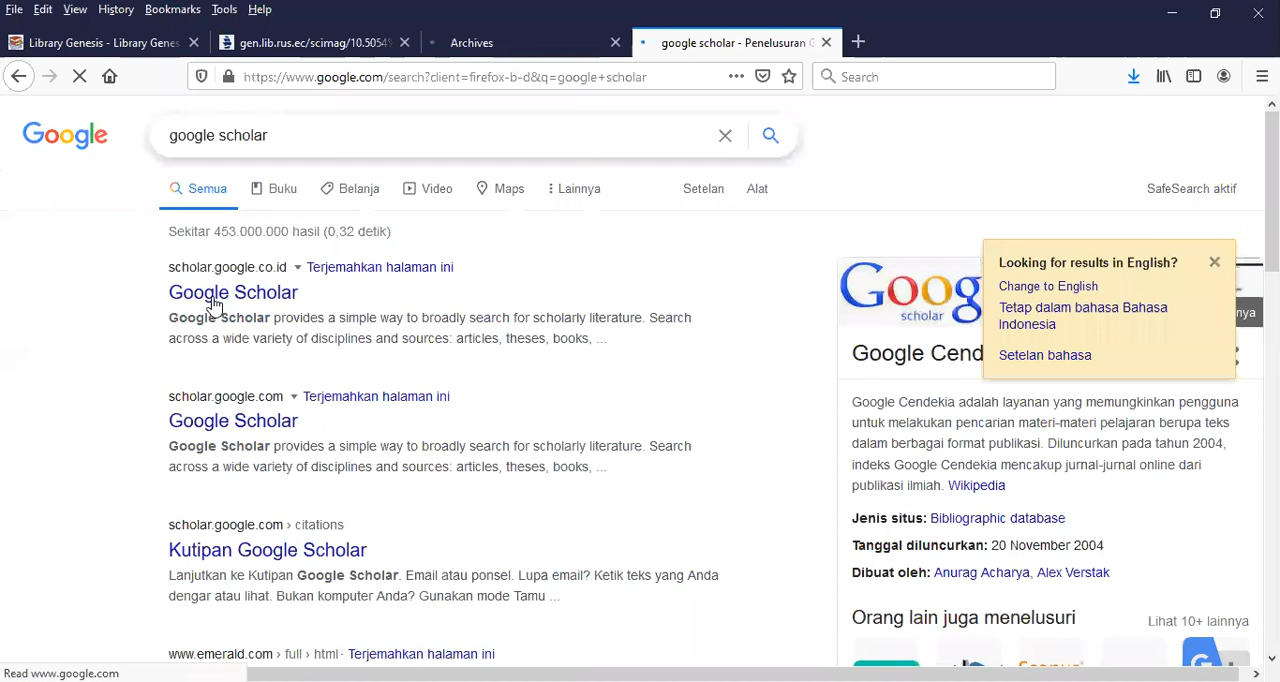 File Edit View History Bookmarks Tools Help
Library Genesis - Library Genes
gen.lib.rus.ec/scimag/10.5054
Archives
google scholar - Penelusuran G
https://www.google.com/search?client=firefox-b-d&q=google+scholar
Search
Google
google scholar
Semua Buku Belanja Video Maps Lainnya Setelan Alat
SafeSearch aktif
Sekitar 453.000.000 hasil (0,32 detik)
scholar.google.co.id Terjemahkan halaman ini
Google Scholar
Google Scholar provides a simple way to broadly search for scholarly literature. Search
across a wide variety of disciplines and sources: articles, theses, books, ...
scholar.google.com Terjemahkan halaman ini
Google Scholar
Google Scholar provides a simple way to broadly search for scholarly literature. Search
across a wide variety of disciplines and sources: articles, theses, books, ...
scholar.google.com › citations
Kutipan Google Scholar
Lanjutkan ke Kutipan Google Scholar. Email atau ponsel. Lupa email? Ketik teks yang Anda
dengar atau lihat. Bukan komputer Anda? Gunakan mode Tamu ...
www.emerald.com › full › html Terjemahkan halaman ini
Looking for results in English?
Change to English
Tetap dalam bahasa Bahasa
Indonesia
Setelan bahasa
nya
Goog
scholar
Google Cend
Google Cendekia adalah layanan yang memungkinkan pengguna
untuk melakukan pencarian materi-materi pelajaran berupa teks
dalam berbagai format publikasi. Diluncurkan pada tahun 2004,
indeks Google Cendekia mencakup jurnal-jurnal online dari
publikasi ilmiah. Wikipedia
Jenis situs: Bibliographic database
Tanggal diluncurkan: 20 November 2004
Dibuat oleh: Anurag Acharya, Alex Verstak
Orang lain juga menelusuri
Lihat 10+ lainnya
Read www.google.com